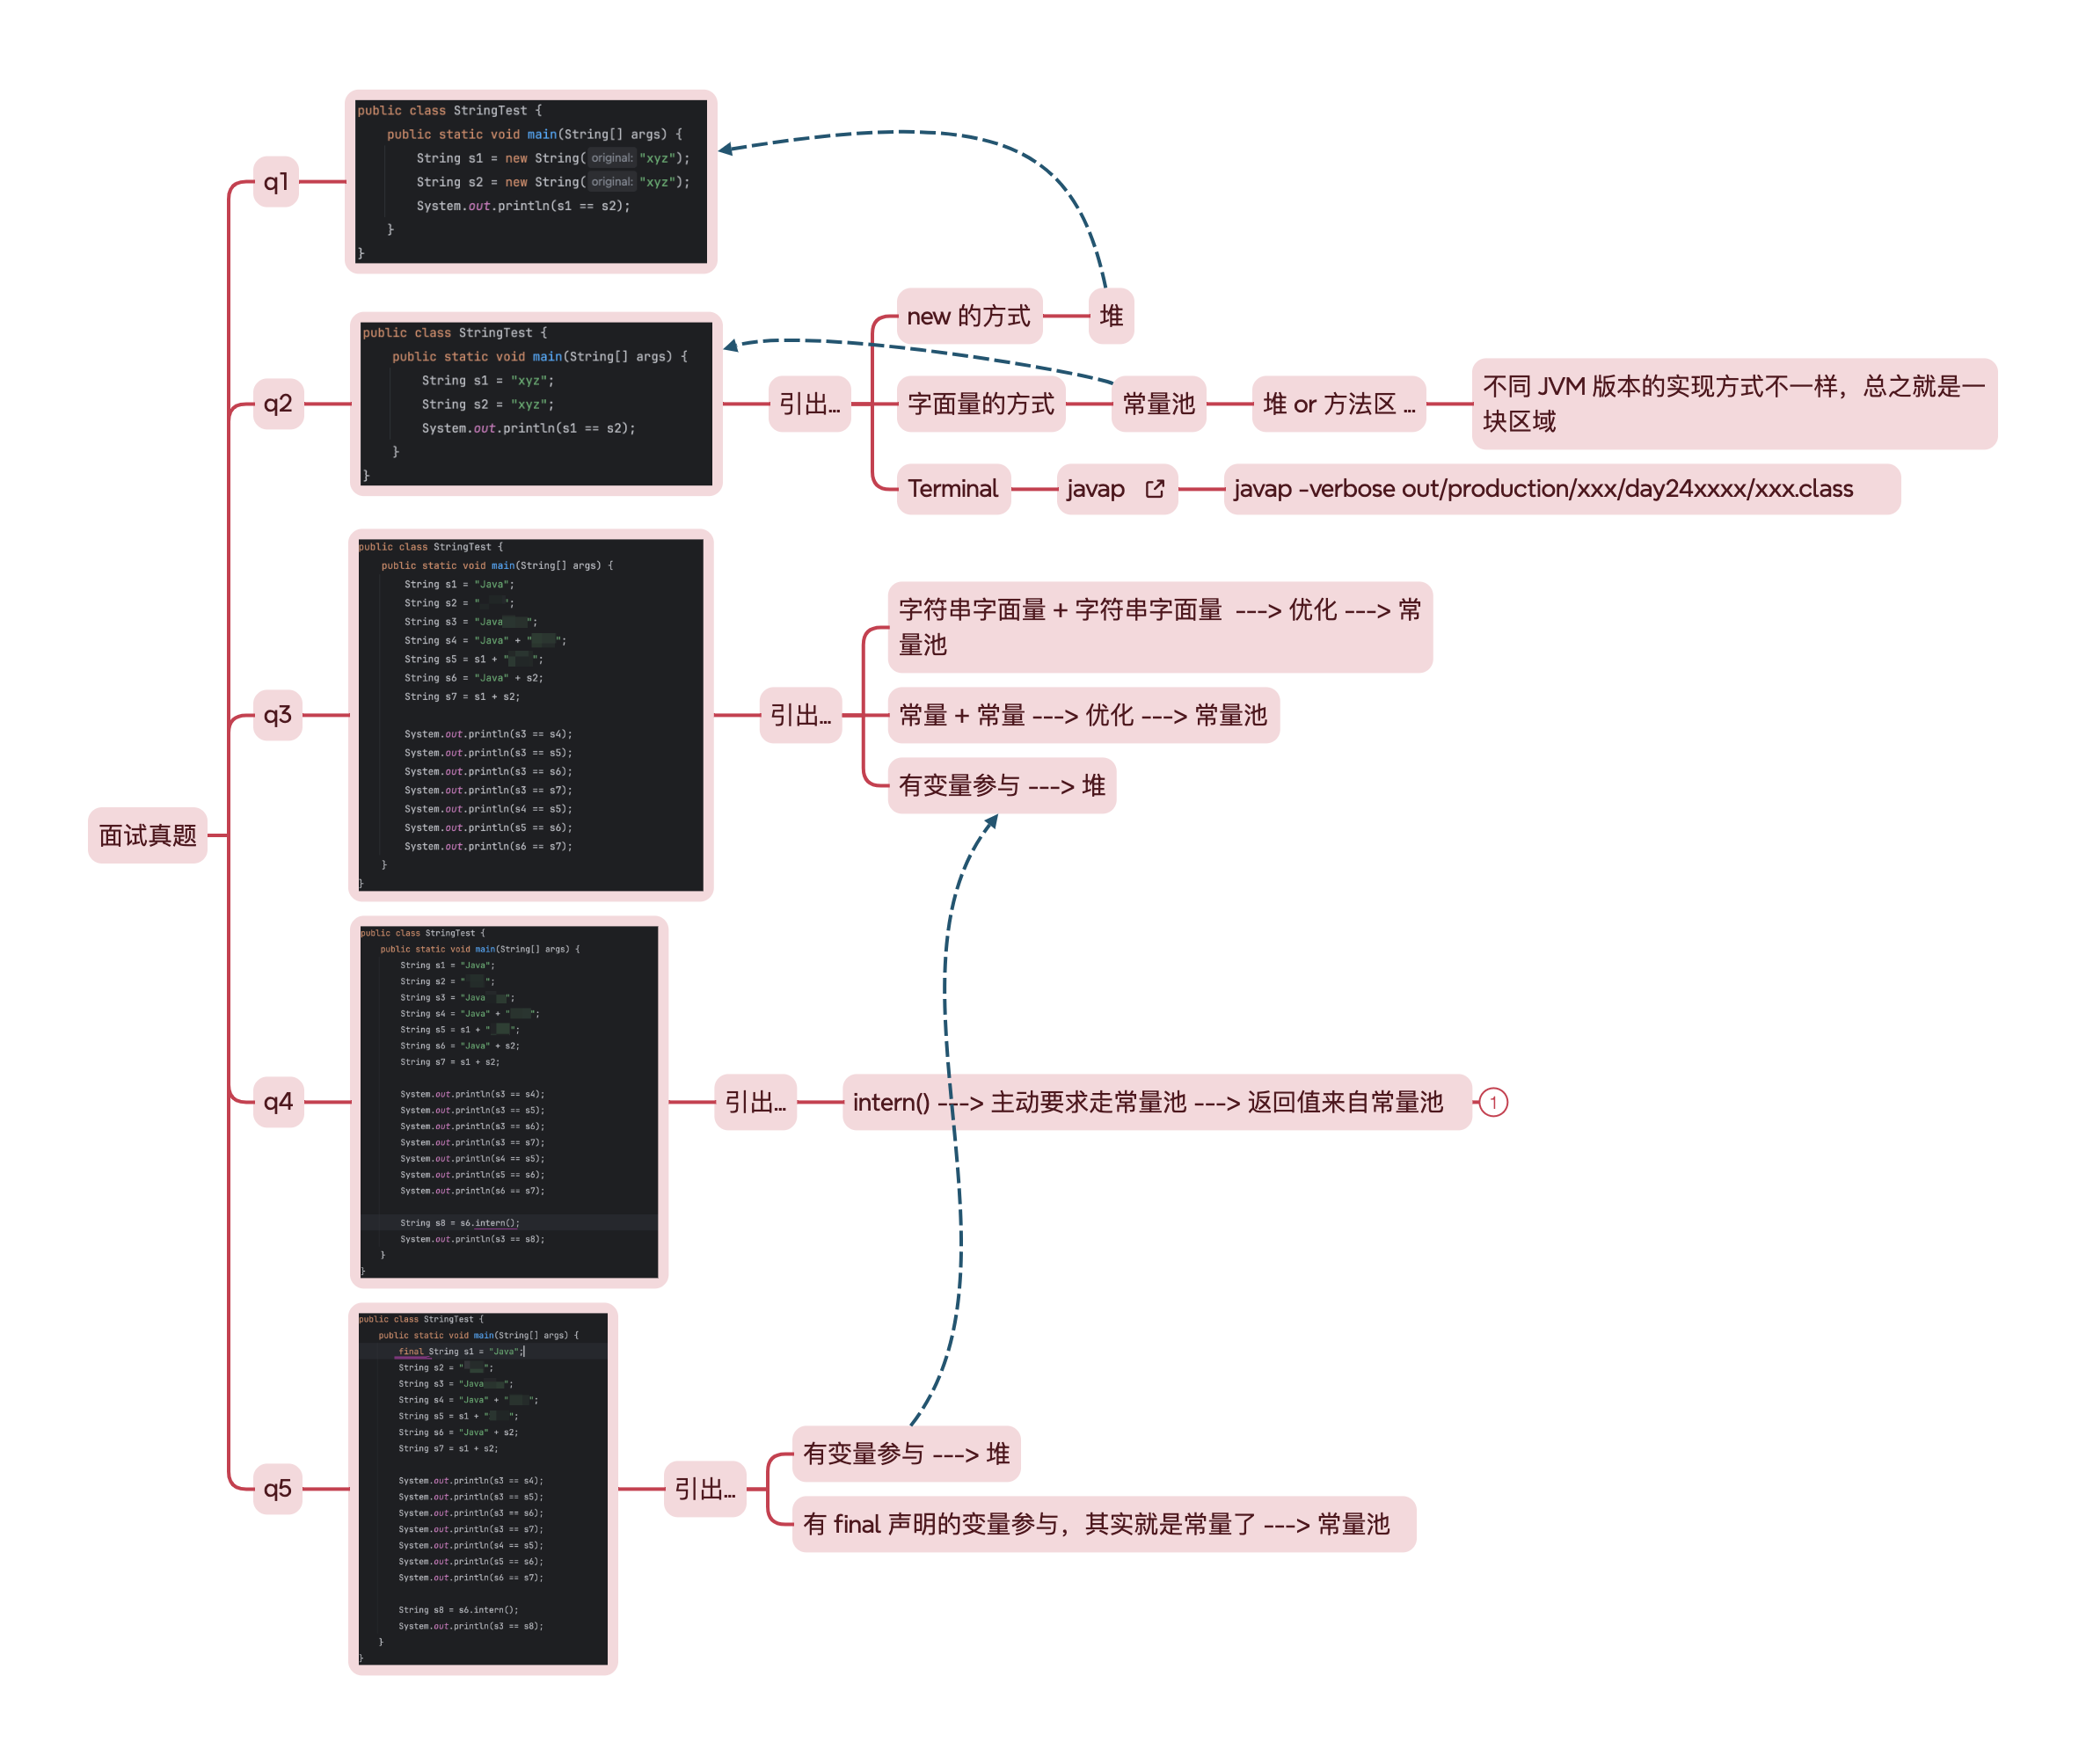 面试真题
q1
public class StringTest {
public static void main(String[] args) {
String s1 = new String( original: "xyz");
String s2 = new String( original: "xyz");
System.out.println(s1 == s2);
}
}
q2
public class StringTest {
public static void main(String[] args) {
String s1 = "xyz";
String s2 = "xyz";
System.out.println(s1 == s2);
}
}
引出...
new 的方式
堆
字面量的方式
常量池
堆 or 方法区 ...
不同 JVM 版本的实现方式不一样，总之就是一
块区域
Terminal
javap
javap -verbose out/production/xxx/day24xxxx/xxx.class
q3
public class StringTest {
public static void main(String[] args) {
String s1 = "Java";
String s2 = " ";
String s3 = "Java ";
String s4 = "Java" + " ";
String s5 = s1 + " ";
String s6 = "Java" + s2;
String s7 = s1 + s2;
System.out.println(s3 == s4);
System.out.println(s3 == s5);
System.out.println(s3 == s6);
System.out.println(s3 == s7);
System.out.println(s4 == s5);
System.out.println(s5 == s6);
System.out.println(s6 == s7);
}
}
引出...
字符串字面量 + 字符串字面量 ---> 优化 ---> 常
量池
常量 + 常量 ---> 优化 ---> 常量池
有变量参与 ---> 堆
q4
public class StringTest {
public static void main(String[] args) {
String s1 = "Java";
String s2 = " ";
String s3 = "Java ";
String s4 = "Java" + " ";
String s5 = s1 + " ";
String s6 = "Java" + s2;
String s7 = s1 + s2;
System.out.println(s3 == s4);
System.out.println(s3 == s5);
System.out.println(s3 == s6);
System.out.println(s3 == s7);
System.out.println(s4 == s5);
System.out.println(s5 == s6);
System.out.println(s6 == s7);
String s8 = s6.intern();
System.out.println(s3 == s8);
}
}
引出...
intern() ---> 主动要求走常量池 ---> 返回值来自常量池
1
q5
public class StringTest {
public static void main(String[] args) {
final String s1 = "Java";
String s2 = " ";
String s3 = "Java ";
String s4 = "Java" + " ";
String s5 = s1 + " ";
String s6 = "Java" + s2;
String s7 = s1 + s2;
System.out.println(s3 == s4);
System.out.println(s3 == s5);
System.out.println(s3 == s6);
System.out.println(s3 == s7);
System.out.println(s4 == s5);
System.out.println(s5 == s6);
System.out.println(s6 == s7);
String s8 = s6.intern();
System.out.println(s3 == s8);
}
}
引出...
有变量参与 ---> 堆
有 final 声明的变量参与，其实就是常量了 ---> 常量池